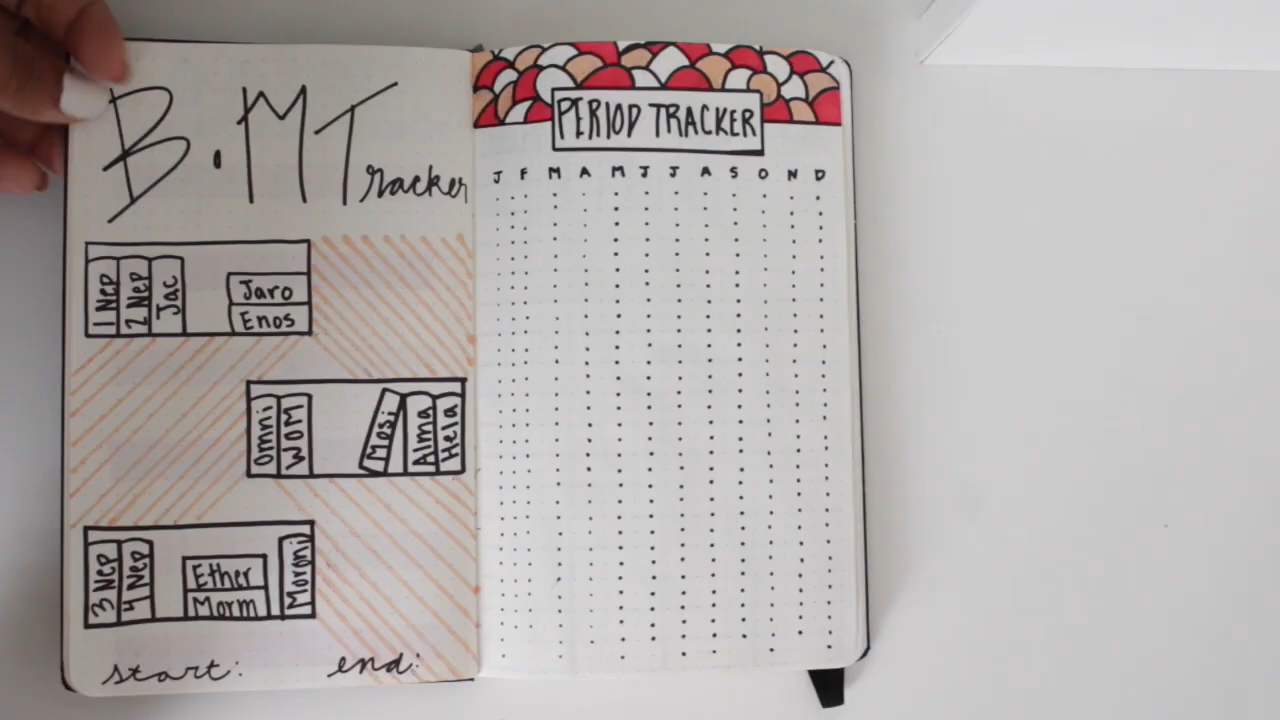 B.MTracker
1 Nep
2 Nep
Jac
Jaro
Enos
Omni
WOM
Mosi
Alma
Hela
3 Nep
4 Nep
Ether
Morm
Moroni
start: end:
PERIOD TRACKER
J F M A M J J A S O N D